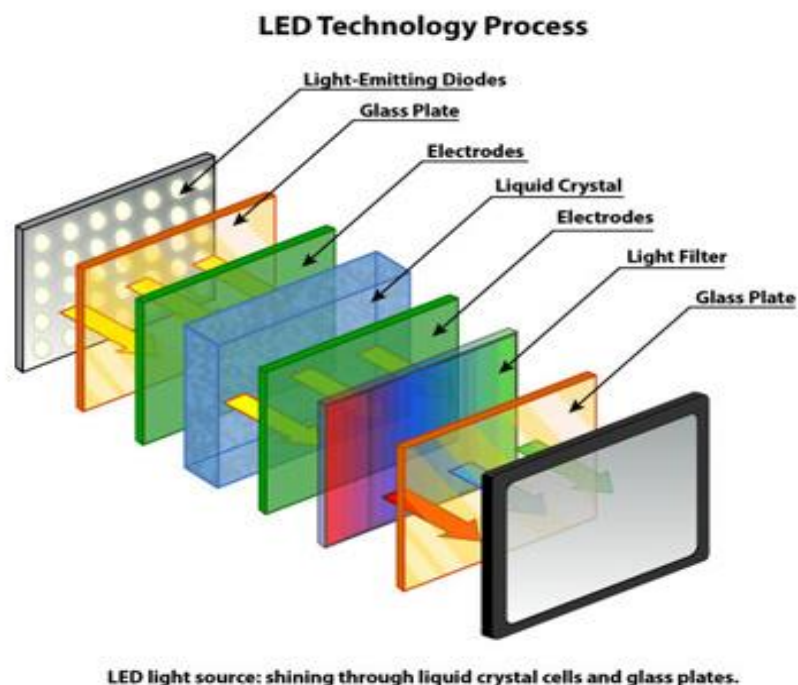 LED Technology Process
Light-Emitting Diodes
Glass Plate
Electrodes
Liquid Crystal
Electrodes
Light Filter
Glass Plate
LED light source: shining through liquid crystal cells and glass plates.